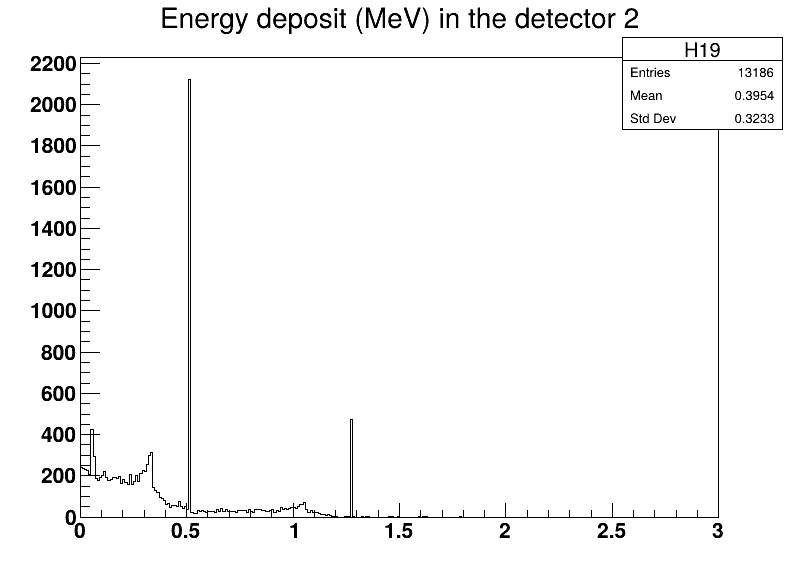 Energy deposit (MeV) in the detector 2
H19
Entries 13186
Mean 0.3954
Std Dev 0.3233
2200
2000
1800
1600
1400
1200
1000
800
600
400
200
0
0 0.5 1 1.5 2 2.5 3